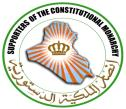 SUPPORTERS OF THE CONSTITUTIONAL MONARCHY
أنصار الملكية الدستورية